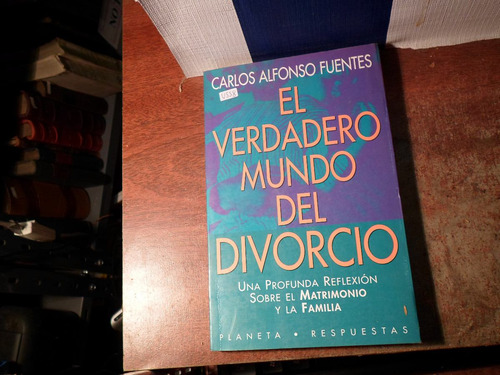 CARLOS ALFONSO FUENTES
EL
VERDADERO
MUNDO
DEL
DIVORCIO
UNA PROFUNDA REFLEXIÓN
SOBRE EL MATRIMONIO
Y LA FAMILIA
PLANETA • RESPUESTAS